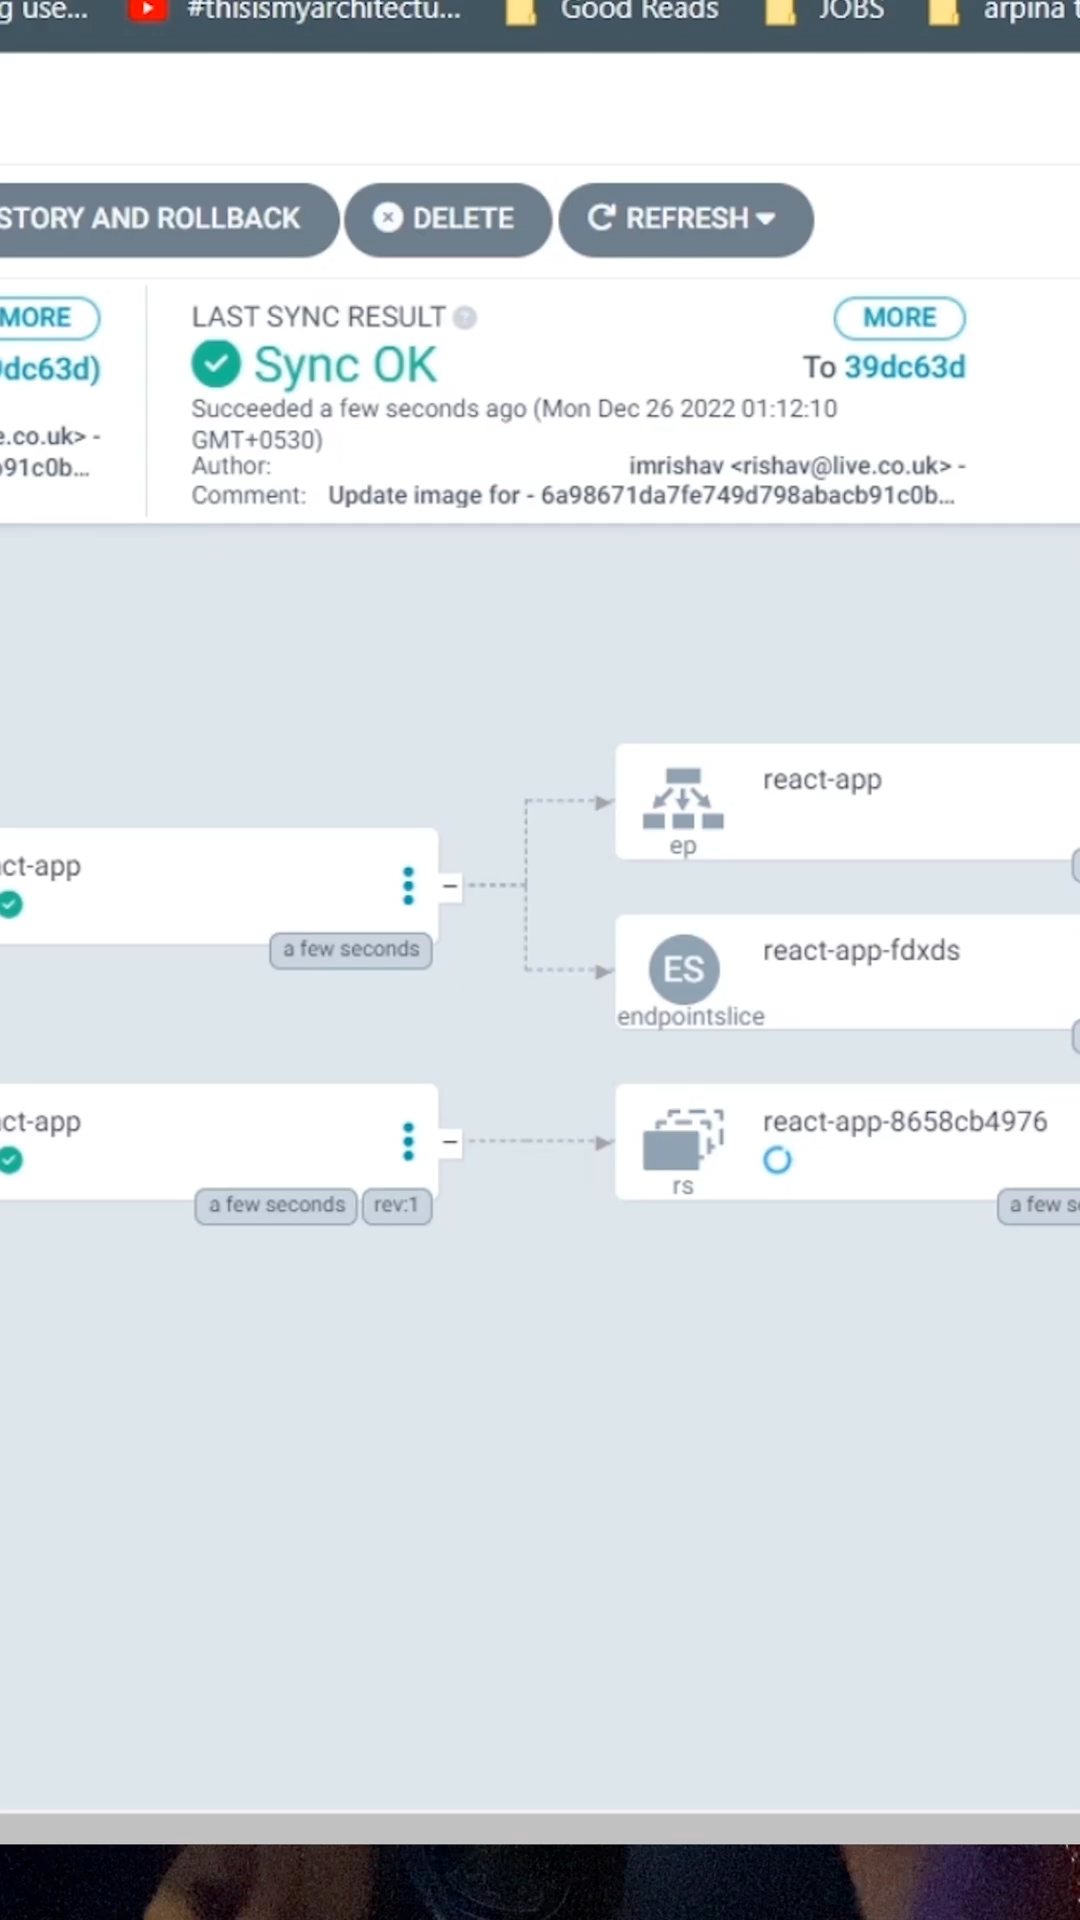 g use... #thisismyarchitectu... Good Reads JOBS arpina t
STORY AND ROLLBACK DELETE REFRESH
MORE LAST SYNC RESULT ? MORE
dc63d) Sync OK To 39dc63d
Succeeded a few seconds ago (Mon Dec 26 2022 01:12:10
GMT+0530)
e.co.uk> - Author: imrishav <rishav@live.co.uk> -
91c0b... Comment: Update image for - 6a98671da7fe749d798abacb91c0b...
react-app
ep
ct-app
a few seconds
react-app-fdxds
ES
endpointslice
ct-app
a few seconds rev:1
react-app-8658cb4976
rs
a few s